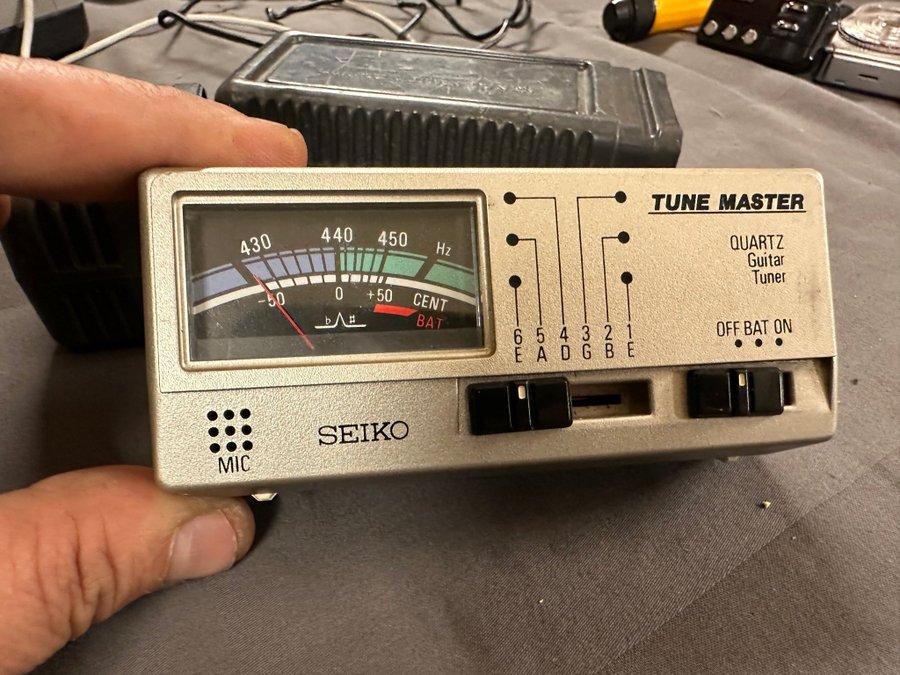 430 440 450 Hz
-50 0 +50 CENT
♭ ♯ BAT
TUNE MASTER
QUARTZ
Guitar
Tuner
6 5 4 3 2 1
E A D G B E
OFF BAT ON
MIC
SEIKO